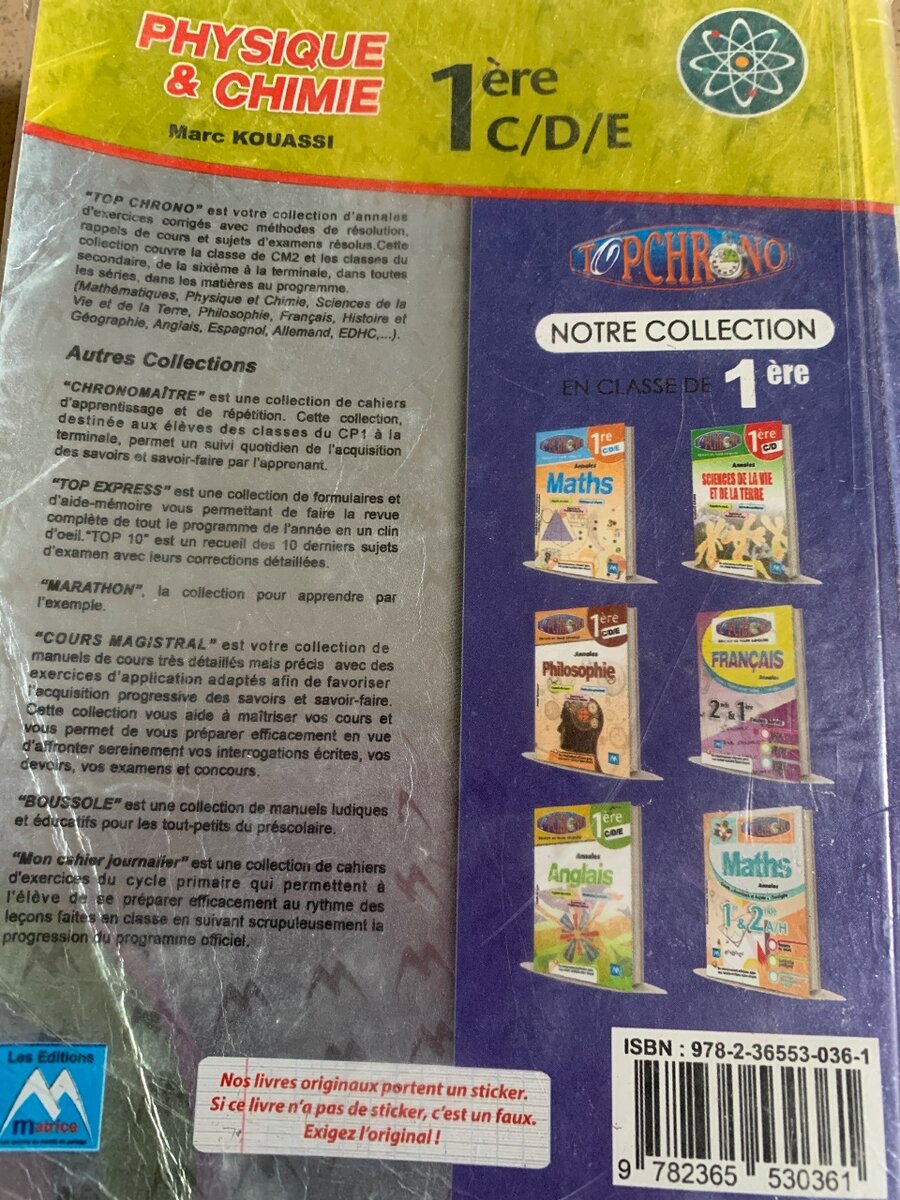 PHYSIQUE
& CHIMIE
Marc KOUASSI
1ère
C/D/E
"TOP CHRONO" est votre collection d'annales
d'exercices corrigés avec méthodes de résolution,
rappels de cours et sujets d'examens résolus.Cette
collection couvre la classe de CM2 et les classes du
secondaire, de la sixième à la terminale, dans toutes
les séries, dans les matières au programme.
(Mathématiques, Physique et Chimie, Sciences de la
Vie et de la Terre, Philosophie, Français, Histoire et
Géographie, Anglais, Espagnol, Allemand, EDHC,...).
Autres Collections
"CHRONOMAÎTRE" est une collection de cahiers
d'apprentissage et de répétition. Cette collection,
destinée aux élèves des classes du CP1 à la
terminale, permet un suivi quotidien de l'acquisition
des savoirs et savoir-faire par l'apprenant.
"TOP EXPRESS" est une collection de formulaires et
d'aide-mémoire vous permettant de faire la revue
complète de tout le programme de l'année en un clin
d'oeil."TOP 10" est un recueil des 10 derniers sujets
d'examen avec leurs corrections détaillées.
"MARATHON", la collection pour apprendre par
l'exemple.
"COURS MAGISTRAL" est votre collection de
manuels de cours très détaillés mais précis avec des
exercices d'application adaptés afin de favoriser
l'acquisition progressive des savoirs et savoir-faire.
Cette collection vous aide à maîtriser vos cours et
vous permet de vous préparer efficacement en vue
d'affronter sereinement vos interrogations écrites, vos
devoirs, vos examens et concours.
"BOUSSOLE" est une collection de manuels ludiques
et éducatifs pour les tout-petits du préscolaire.
"Mon cahier journalier" est une collection de cahiers
d'exercices du cycle primaire qui permettent à
l'élève de se préparer efficacement au rythme des
leçons faites en classe en suivant scrupuleusement la
progression du programme officiel.
Les Editions
matrice
Nos livres originaux portent un sticker.
Si ce livre n'a pas de sticker, c'est un faux.
Exigez l'original !
TOPCHRONO
NOTRE COLLECTION
EN CLASSE DE 1ère
1re
C/D/E
Annales
Maths
1ère
C/D
Annales
SCIENCES DE LA VIE
ET DE LA TERRE
1ère
C/D/E
Annales
Philosophie
FRANÇAIS
Annales
2nde & 1ère
1ère
C/D/E
Annales
Anglais
Maths
Annales
1re & 2nde A/H
ISBN : 978-2-36553-036-1
9 782365 530361